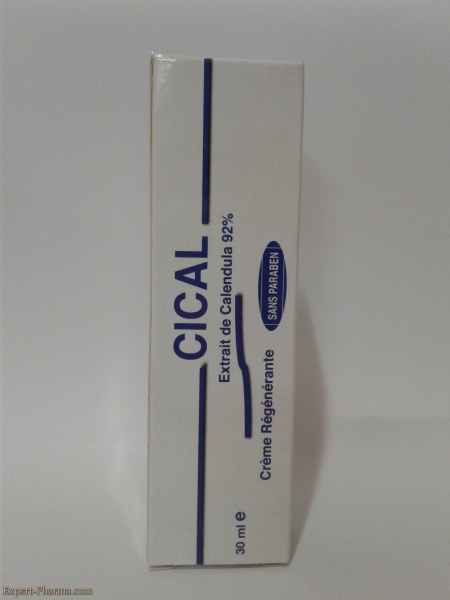 CICAL
Extrait de Calendula 92%
SANS PARABEN
Crème Régénérante
30 ml e
Expert-Pharma.com